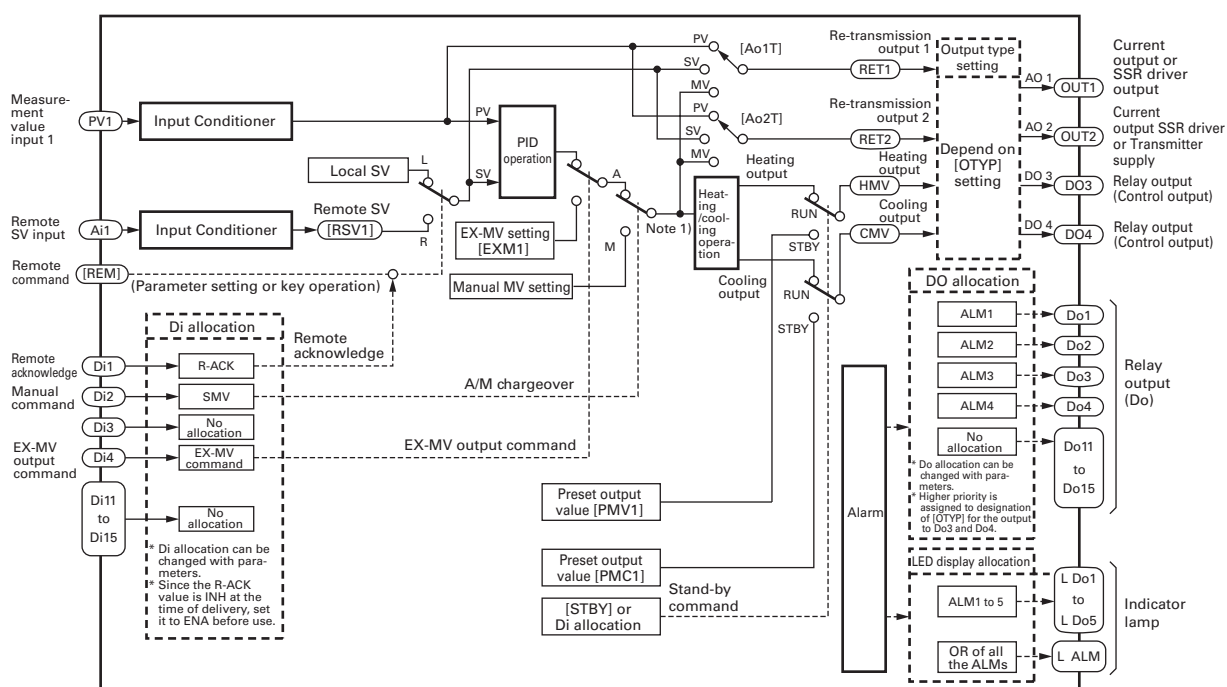 Measure-
ment
value
input 1
PV1
Input Conditioner
PV
PID
operation
SV
Local SV
L
R
Remote
SV input
Ai1
Input Conditioner
Remote SV
[RSV1]
EX-MV setting
[EXM1]
Manual MV setting
A
M
Note 1)
Remote
command
[REM]
(Parameter setting or key operation)
Di allocation
Remote
acknowledge
Di1
R-ACK
Remote
acknowledge
Manual
command
Di2
SMV
A/M chargeover
Di3
No
allocation
EX-MV
output
command
Di4
EX-MV
command
EX-MV output command
Di11
to
Di15
No
allocation
* Di allocation can be
changed with para-
meters.
* Since the R-ACK
value is INH at the
time of delivery, set
it to ENA before use.
PV
SV
MV
[Ao1T]
Re-transmission
output 1
RET1
PV
SV
MV
[Ao2T]
Re-transmission
output 2
RET2
Heat-
ing
/cool-
ing
opera-
tion
Heating
output
RUN
STBY
Heating
output
HMV
Cooling
output
RUN
STBY
Cooling
output
CMV
Output type
setting
Depend on
[OTYP]
setting
AO 1
OUT1
Current
output or
SSR driver
output
AO 2
OUT2
Current
output SSR driver
or Transmitter
supply
DO 3
DO3
Relay output
(Control output)
DO 4
DO4
Relay output
(Control output)
Preset output
value [PMV1]
Preset output
value [PMC1]
[STBY] or
Di allocation
Stand-by
command
Alarm
DO allocation
ALM1
Do1
ALM2
Do2
ALM3
Do3
ALM4
Do4
No
allocation
Do11
to
Do15
Relay
output
(Do)
* Do allocation can be
changed with para-
meters.
* Higher priority is
assigned to designation
of [OTYP] for the output
to Do3 and Do4.
LED display allocation
ALM1 to 5
L Do1
to
L Do5
OR of all
the ALMs
L ALM
Indicator
lamp